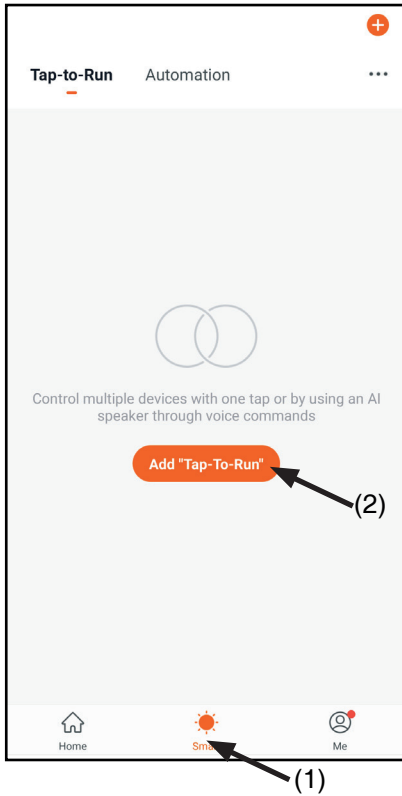 Tap-to-Run Automation
Control multiple devices with one tap or by using an AI
speaker through voice commands
Add "Tap-To-Run"
(2)
Home Sma Me
(1)